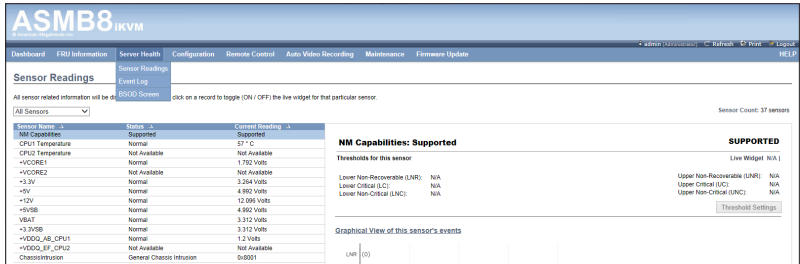 ASMB8 iKVM
© American Megatrends Inc.
• admin (Administrator) Refresh Print Logout
Dashboard FRU Information Server Health Configuration Remote Control Auto Video Recording Maintenance Firmware Update HELP
Sensor Readings
Event Log
BSOD Screen
Sensor Readings
All sensor related information will be di click on a record to toggle (ON / OFF) the live widget for that particular sensor.
All Sensors Sensor Count: 37 sensors
Sensor Name Status Current Reading
NM Capabilities Supported Supported
CPU1 Temperature Normal 57 ° C
CPU2 Temperature Not Available Not Available
+VCORE1 Normal 1.792 Volts
+VCORE2 Not Available Not Available
+3.3V Normal 3.264 Volts
+5V Normal 4.992 Volts
+12V Normal 12.096 Volts
+5VSB Normal 4.992 Volts
VBAT Normal 3.312 Volts
+3.3VSB Normal 3.312 Volts
+VDDQ_AB_CPU1 Normal 1.2 Volts
+VDDQ_EF_CPU2 Not Available Not Available
ChassisIntrusion General Chassis Intrusion 0x8001
NM Capabilities: Supported SUPPORTED
Thresholds for this sensor Live Widget N/A |
Lower Non-Recoverable (LNR): N/A Upper Non-Recoverable (UNR): N/A
Lower Critical (LC): N/A Upper Critical (UC): N/A
Lower Non-Critical (LNC): N/A Upper Non-Critical (UNC): N/A
Threshold Settings
Graphical View of this sensor's events
LNR (0)